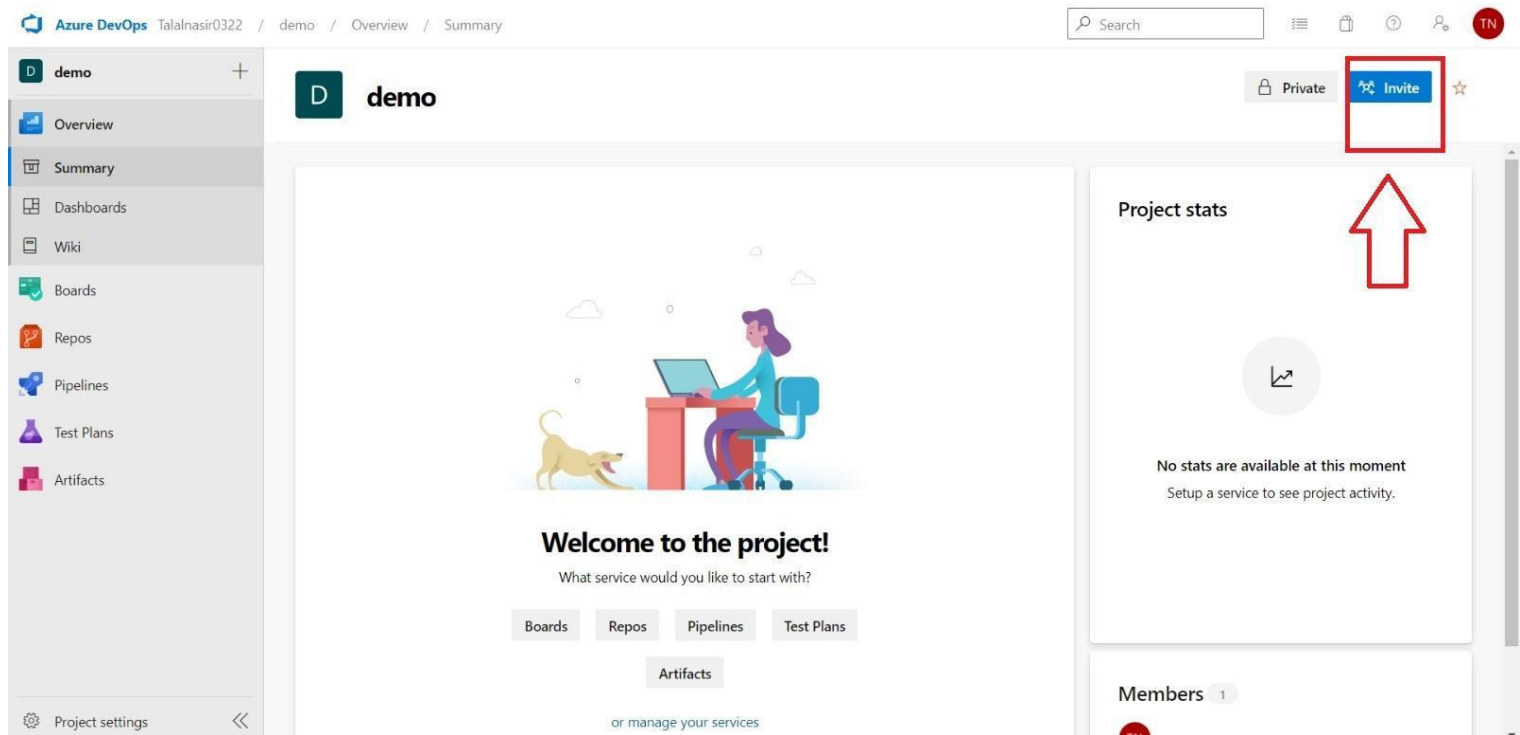 Azure DevOps Talalnasir0322 / demo / Overview / Summary
Search
TN
D demo
Overview
Summary
Dashboards
Wiki
Boards
Repos
Pipelines
Test Plans
Artifacts
Project settings
D demo
Private
Invite
Welcome to the project!
What service would you like to start with?
Boards Repos Pipelines Test Plans
Artifacts
or manage your services
Project stats
No stats are available at this moment
Setup a service to see project activity.
Members 1
TN